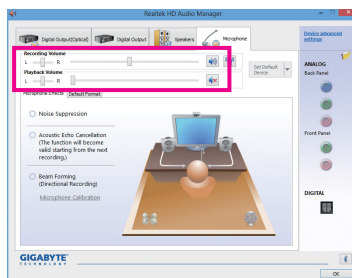 Realtek HD Audio Manager
Digital Output(Optical)
Digital Output
Speakers
Microphone
Device advanced
settings
Recording Volume
L
R
Set Default
Device
Playback Volume
L
R
ANALOG
Back Panel
Microphone Effects
Default Format
Noise Suppression
Acoustic Echo Cancellation
(The function will become
valid starting from the next
recording.)
Beam Forming
(Directional Recording)
Microphone Calibration
Front Panel
DIGITAL
GIGABYTE
TECHNOLOGY
OK